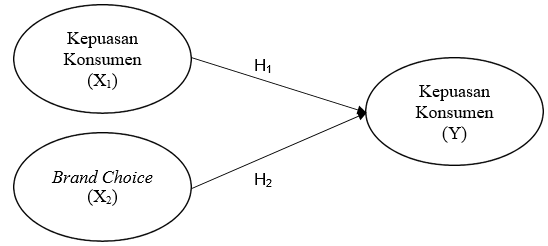 Kepuasan
Konsumen
(X₁)
H₁
Kepuasan
Konsumen
(Y)
Brand Choice
(X₂)
H₂